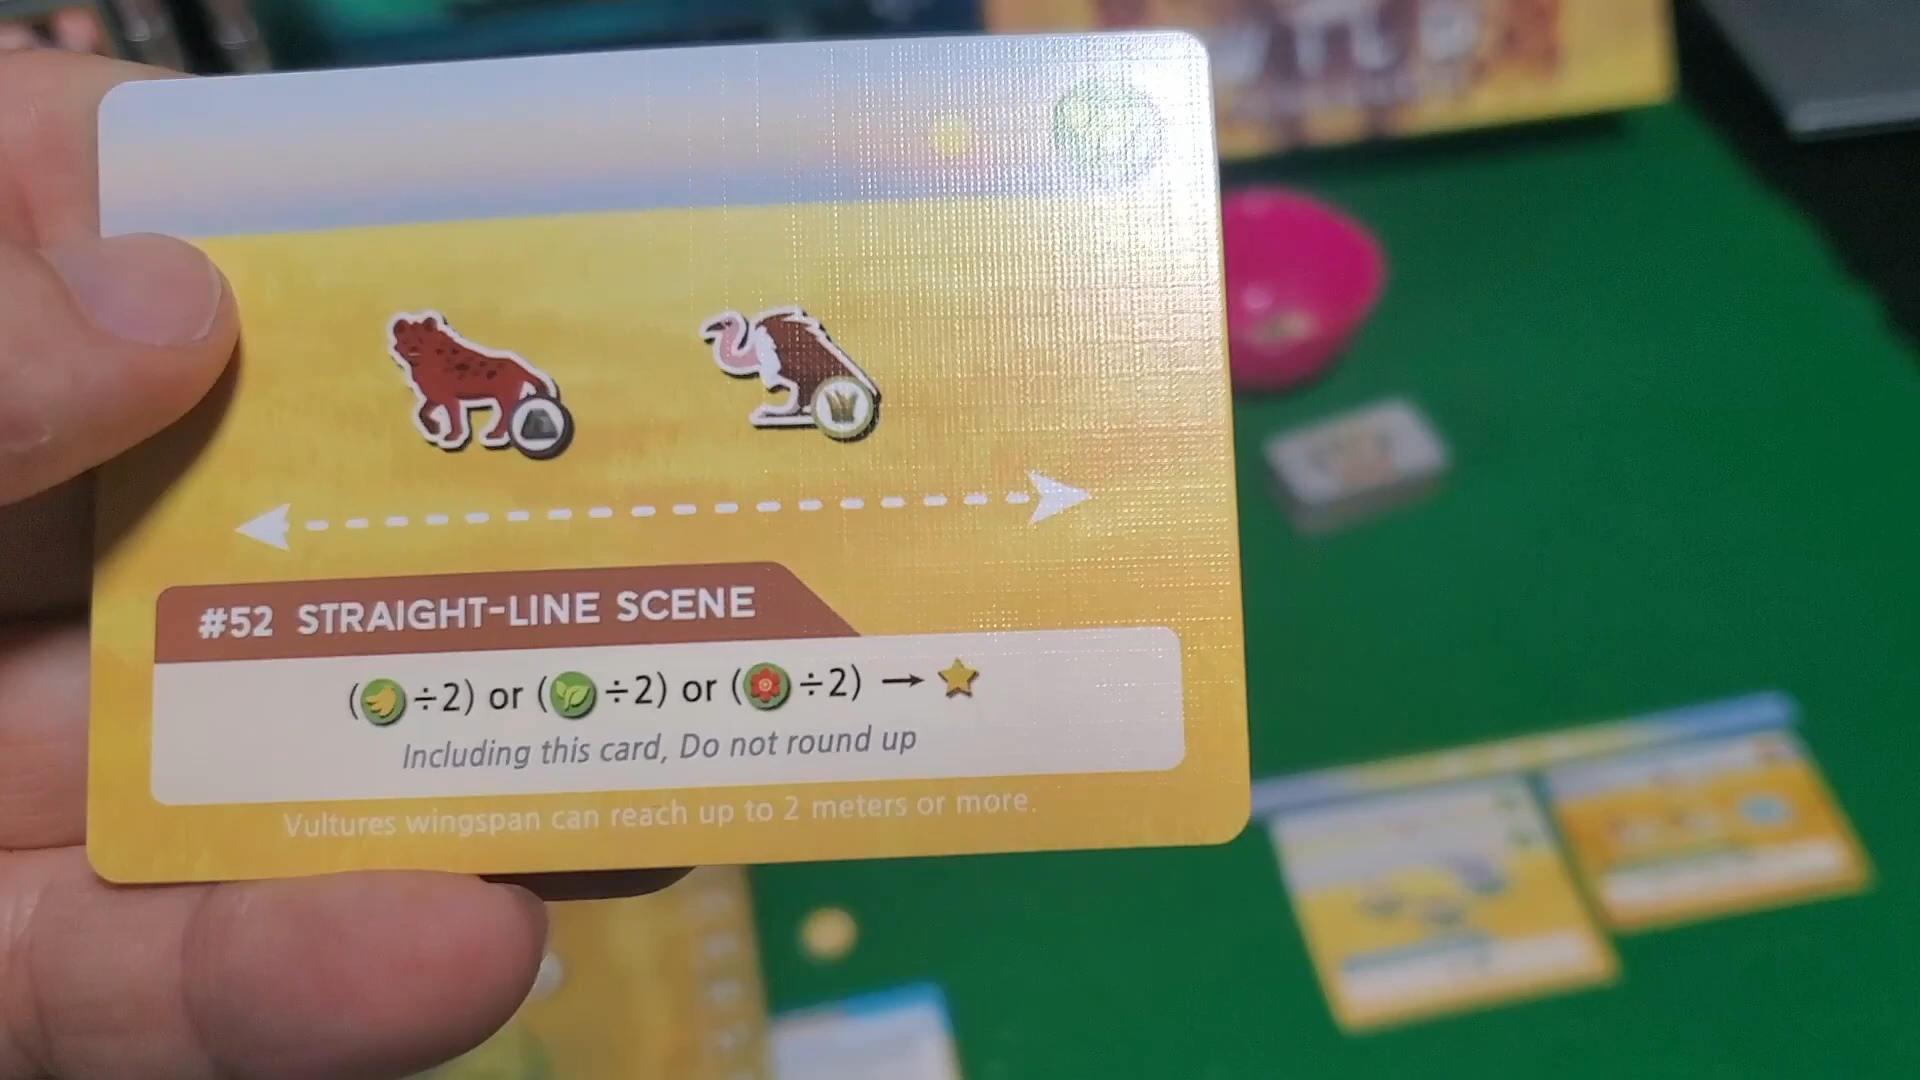 #52 STRAIGHT-LINE SCENE
(÷2) or (÷2) or (÷2) →
Including this card, Do not round up
Vultures wingspan can reach up to 2 meters or more.